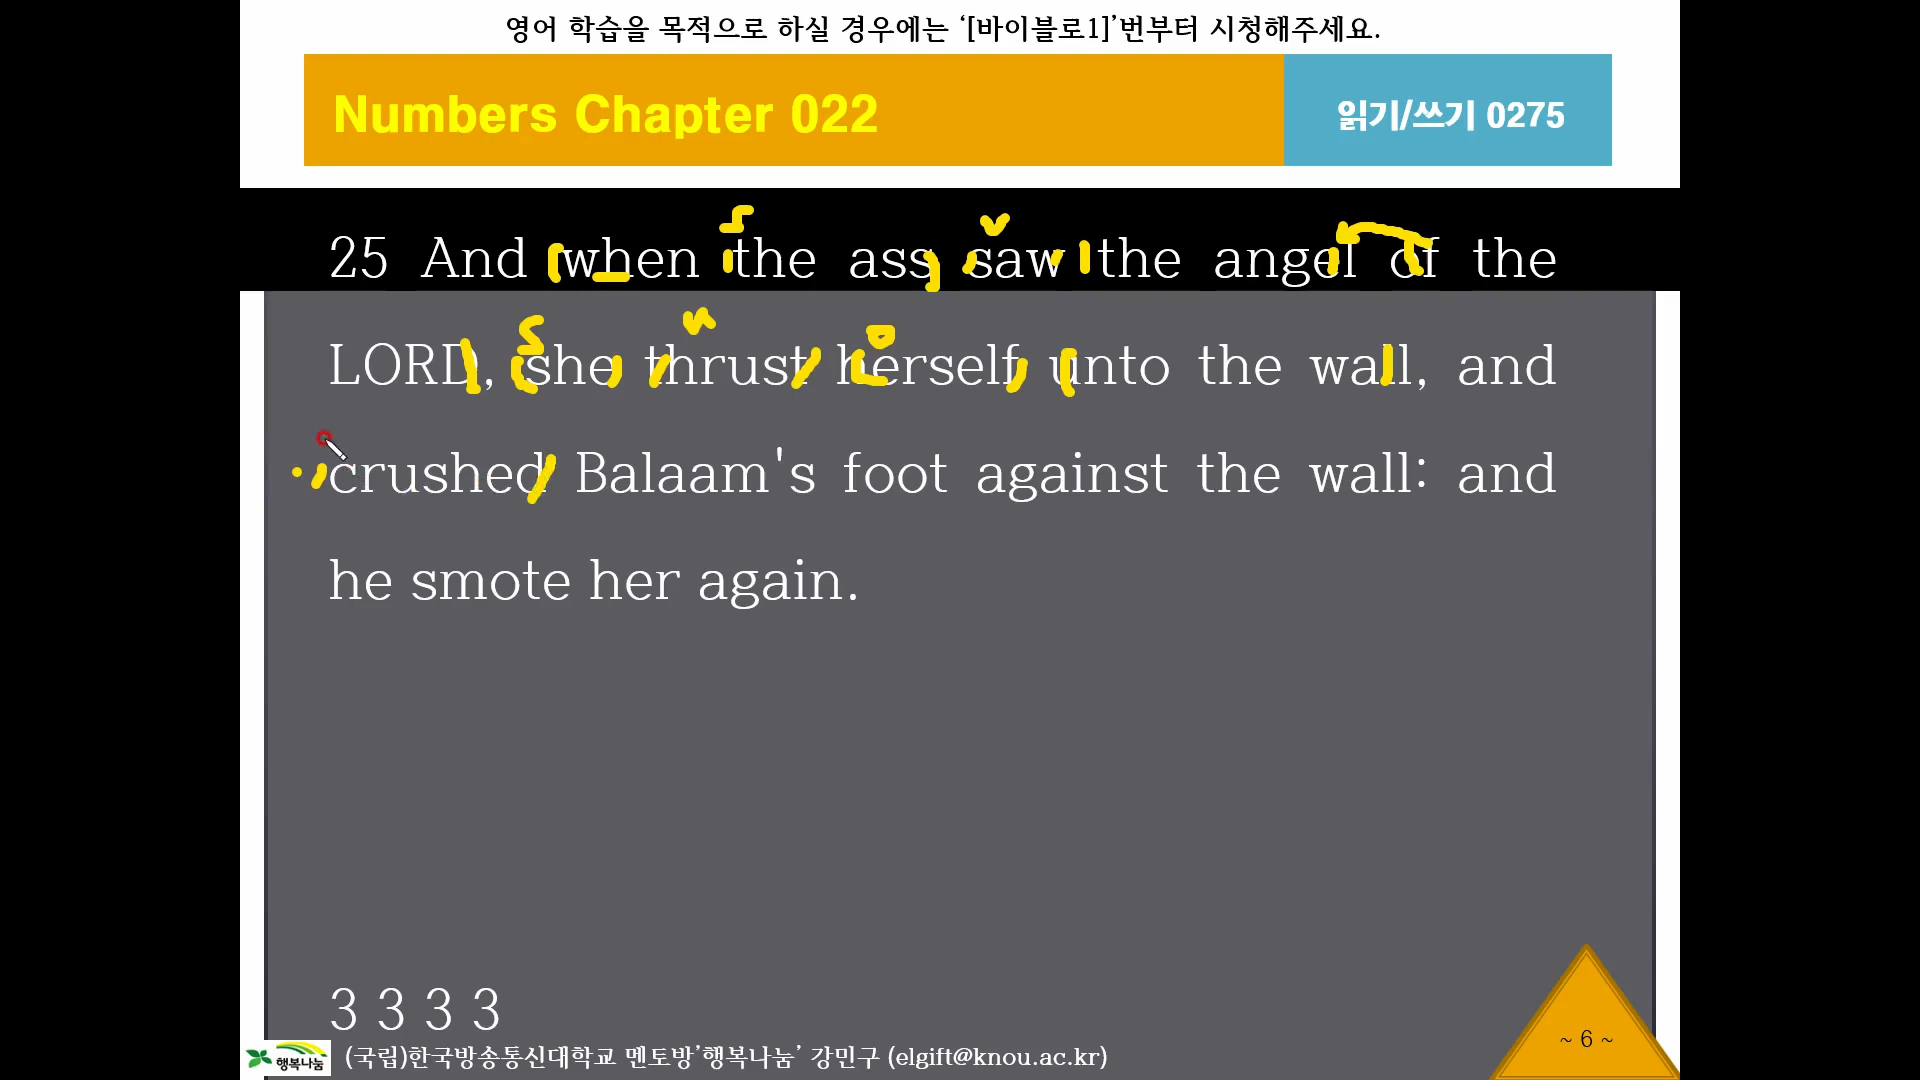 영어 학습을 목적으로 하실 경우에는 ‘[바이블로1]’번부터 시청해주세요.
Numbers Chapter 022
읽기/쓰기 0275
25 And when the ass saw the angel of the
LORD, she thrust herself unto the wall, and
crushed Balaam's foot against the wall: and
he smote her again.
3 3 3 3
행복나눔
(국립)한국방송통신대학교 멘토방’행복나눔’ 강민구 (elgift@knou.ac.kr)
~ 6 ~